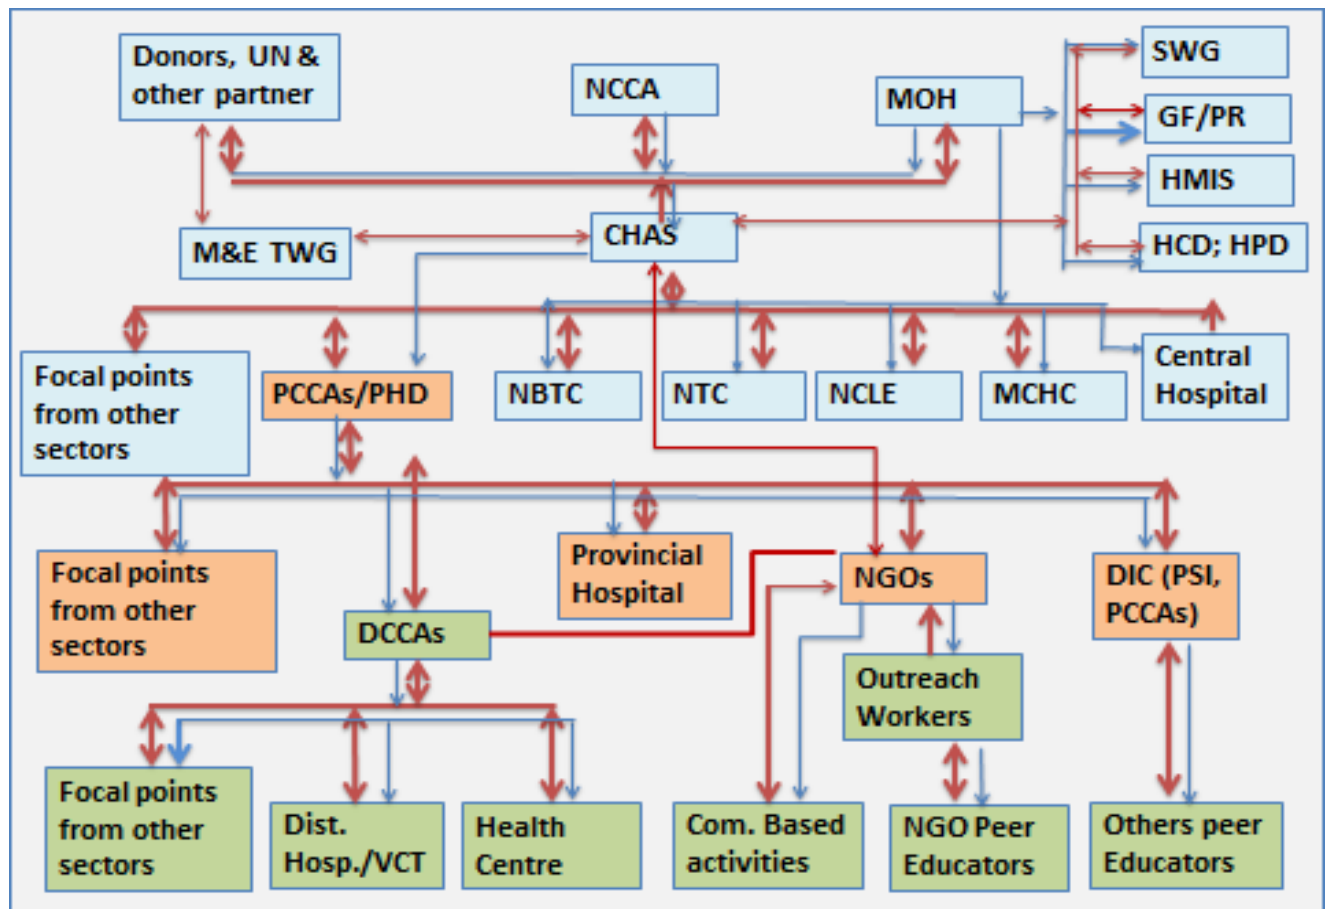 Donors, UN &
other partner
NCCA
MOH
SWG
GF/PR
HMIS
HCD; HPD
M&E TWG
CHAS
Focal points
from other
sectors
PCCAs/PHD
NBTC
NTC
NCLE
MCHC
Central
Hospital
Focal points
from other
sectors
DCCAs
Provincial
Hospital
NGOs
DIC (PSI,
PCCAs)
Outreach
Workers
Focal points
from other
sectors
Dist.
Hosp./VCT
Health
Centre
Com. Based
activities
NGO Peer
Educators
Others peer
Educators